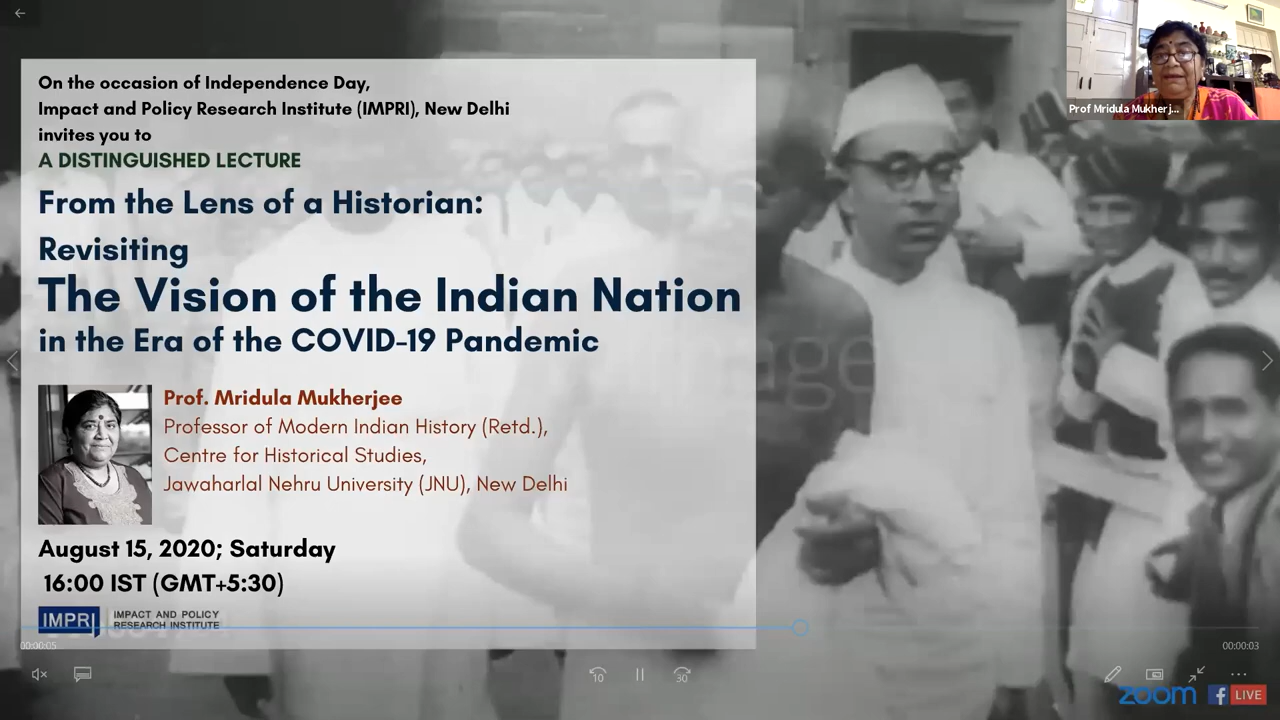 On the occasion of Independence Day,
Impact and Policy Research Institute (IMPRI), New Delhi
invites you to
A DISTINGUISHED LECTURE
From the Lens of a Historian:
Revisiting
The Vision of the Indian Nation
in the Era of the COVID-19 Pandemic
Prof. Mridula Mukherjee
Professor of Modern Indian History (Retd.),
Centre for Historical Studies,
Jawaharlal Nehru University (JNU), New Delhi
August 15, 2020; Saturday
16:00 IST (GMT+5:30)
IMPRI
IMPACT AND POLICY
RESEARCH INSTITUTE
Prof Mridula Mukherj...
00:00:05
00:00:03
10
30
zoom
f LIVE